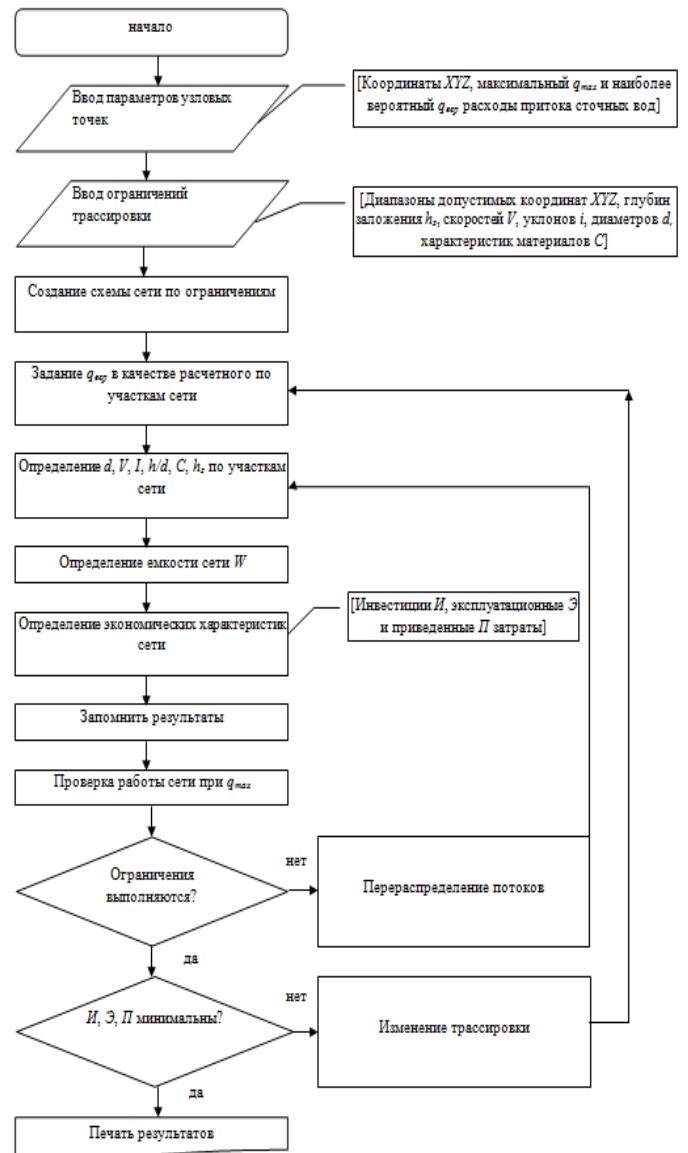 начало
Ввод параметров узловых
точек
[Координаты XYZ, максимальный qmax и наиболее
вероятный qвер расходы притока сточных вод]
Ввод ограничений
трассировки
[Диапазоны допустимых координат XYZ, глубин
заложения hз, скоростей V, уклонов i, диаметров d,
характеристик материалов C]
Создание схемы сети по ограничениям
Задание qвер в качестве расчетного по
участкам сети
Определение d, V, I, h/d, C, hз по участкам
сети
Определение емкости сети W
Определение экономических характеристик
сети
[Инвестиции И, эксплуатационные Э
и приведенные П затраты]
Запомнить результаты
Проверка работы сети при qmax
Ограничения
выполняются?
нет
Перераспределение потоков
да
И, Э, П минимальны?
нет
Изменение трассировки
да
Печать результатов